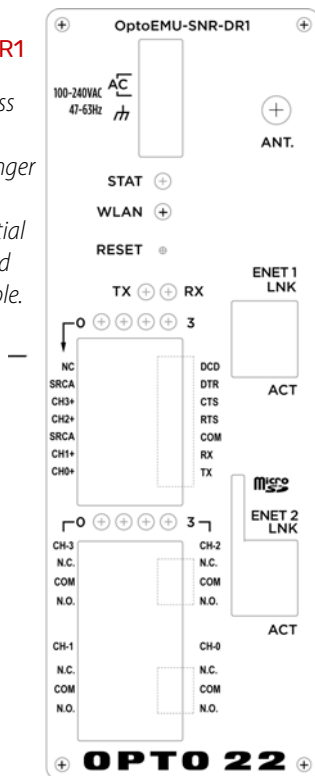 OptoEMU-SNR-DR1
R1
AC
100-240VAC
47-63Hz
ss
ANT.
nger
STAT
WLAN
tial
d
RESET
ole.
ENET 1
LNK
TX RX
0 3
ACT
NC DCD
SRCA DTR
CH3+ CTS
CH2+ RTS
SRCA COM
CH1+ RX
CH0+ TX
micro SD
ENET 2
LNK
0 3
CH-3 CH-2
N.C. N.C.
COM COM
N.O. N.O.
ACT
CH-1 CH-0
N.C. N.C.
COM COM
N.O. N.O.
OPTO 22